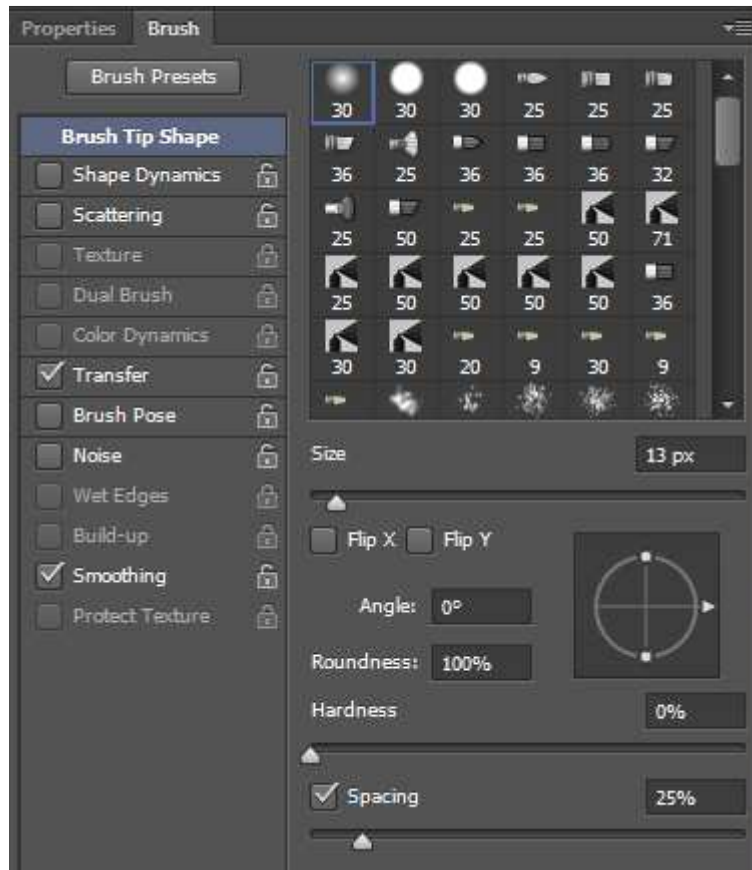 Properties Brush
Brush Presets
Brush Tip Shape
Shape Dynamics
Scattering
Texture
Dual Brush
Color Dynamics
Transfer
Brush Pose
Noise
Wet Edges
Build-up
Smoothing
Protect Texture
30 30 30 25 25 25
36 25 36 36 36 32
25 50 25 25 50 71
25 50 50 50 50 36
30 30 20 9 30 9
Size 13 px
Flip X Flip Y
Angle: 0º
Roundness: 100%
Hardness 0%
Spacing 25%